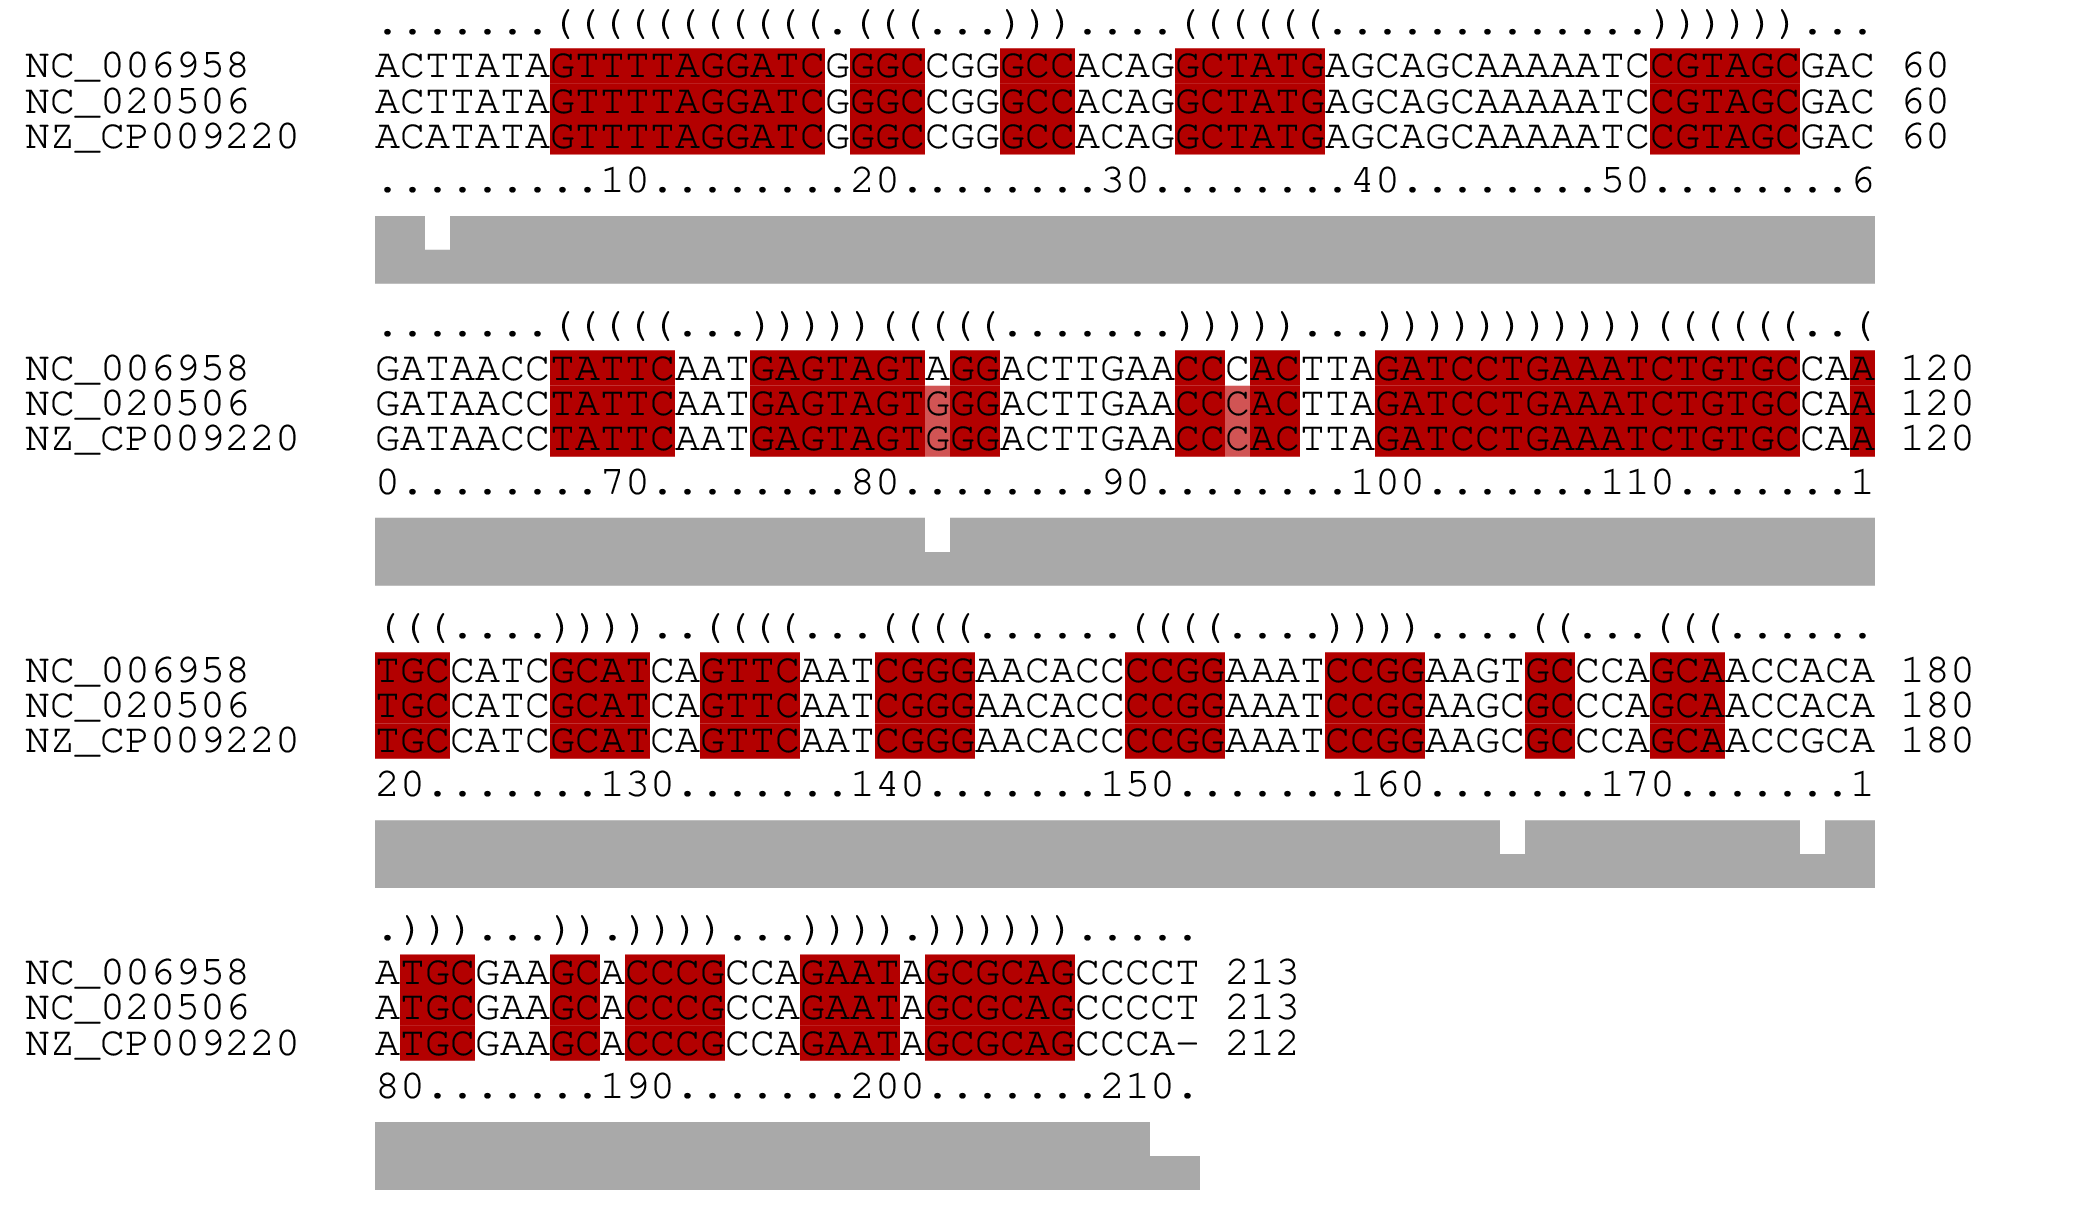 .......(((((((((((.(((...)))....((((((.............))))))...
NC_006958 ACTTATAGTTTTAGGATCGGGCCGGGCCACAGGCTATGAGCAGCAAAAATCCGTAGCGAC 60
NC_020506 ACTTATAGTTTTAGGATCGGGCCGGGCCACAGGCTATGAGCAGCAAAAATCCGTAGCGAC 60
NZ_CP009220 ACATATAGTTTTAGGATCGGGCCGGGCCACAGGCTATGAGCAGCAAAAATCCGTAGCGAC 60
.........10........20........30........40........50........6
.......(((((...)))))(((((.......)))))...)))))))))))((((((..(
NC_006958 GATAACCTATTCAATGAGTAGTAGGACTTGAACCCACTTAGATCCTGAAATCTGTGCCAA 120
NC_020506 GATAACCTATTCAATGAGTAGTGGGACTTGAACCCACTTAGATCCTGAAATCTGTGCCAA 120
NZ_CP009220 GATAACCTATTCAATGAGTAGTGGGACTTGAACCCACTTAGATCCTGAAATCTGTGCCAA 120
0........70........80........90........100.......110.......1
(((....))))..((((...((((......((((....))))....((...(((......
NC_006958 TGCCATCGCATCAGTTCAATCGGGAACACCCCGGAAATCCGGAAGTGCCCAGCAACCACA 180
NC_020506 TGCCATCGCATCAGTTCAATCGGGAACACCCCGGAAATCCGGAAGCGCCCAGCAACCACA 180
NZ_CP009220 TGCCATCGCATCAGTTCAATCGGGAACACCCCGGAAATCCGGAAGCGCCCAGCAACCGCA 180
20.......130.......140.......150.......160.......170.......1
.)))...)).))))...)))).)))))).....
NC_006958 ATGCGAAGCACCCGCCAGAATAGCGCAGCCCCT 213
NC_020506 ATGCGAAGCACCCGCCAGAATAGCGCAGCCCCT 213
NZ_CP009220 ATGCGAAGCACCCGCCAGAATAGCGCAGCCCA− 212
80.......190.......200.......210.